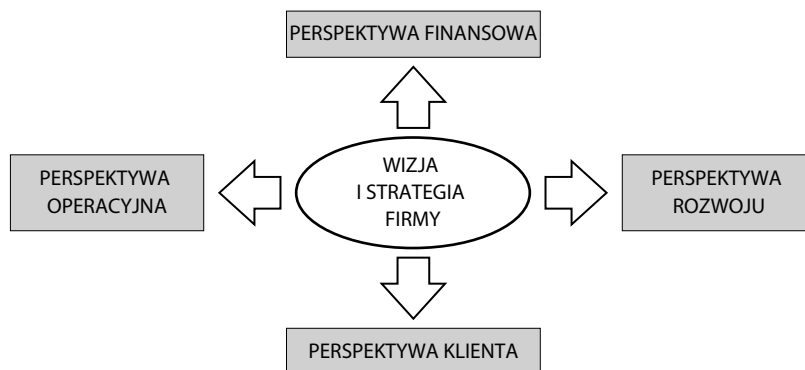 PERSPEKTYWA FINANSOWA
PERSPEKTYWA
OPERACYJNA
WIZJA
I STRATEGIA
FIRMY
PERSPEKTYWA
ROZWOJU
PERSPEKTYWA KLIENTA